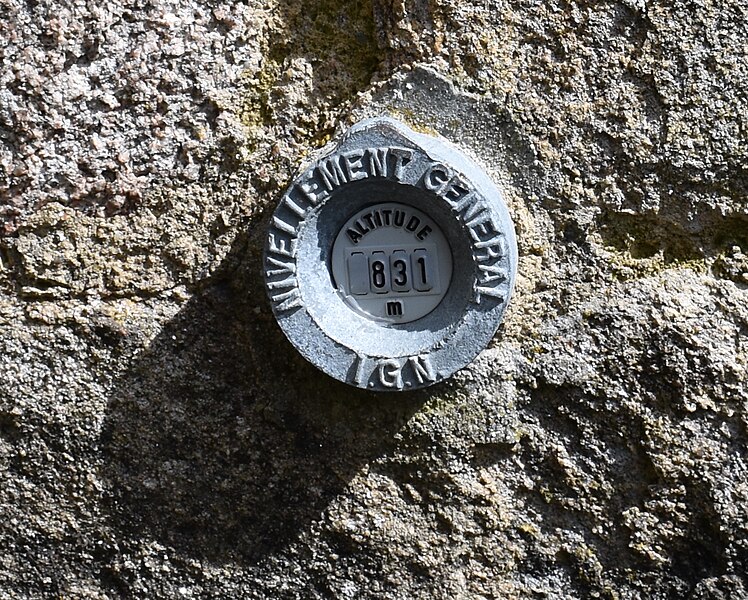 NIVELLEMENT GENERAL
ALTITUDE
831
m
I.G.N.